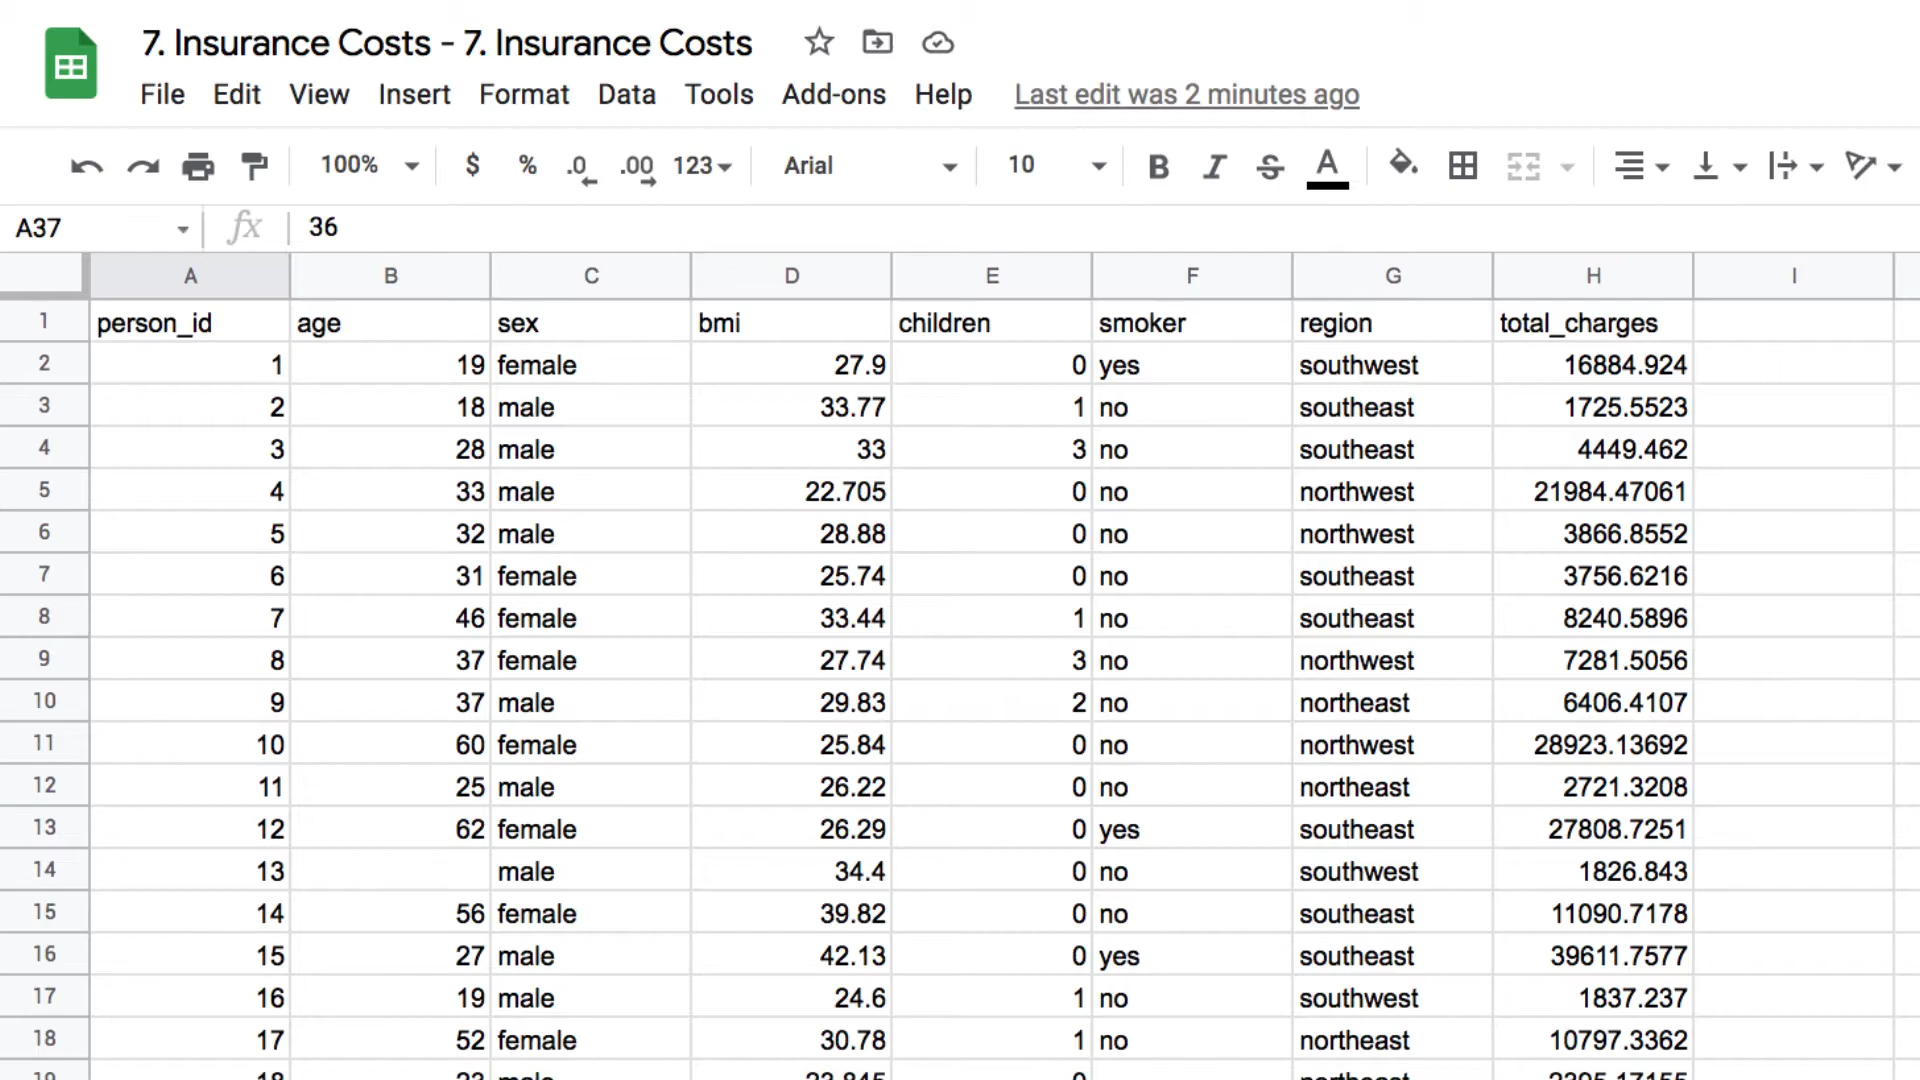 7. Insurance Costs - 7. Insurance Costs
File Edit View Insert Format Data Tools Add-ons Help Last edit was 2 minutes ago
100% $ % .0 .00 123 Arial 10 B I S A
A37 fx 36
A B C D E F G H I
1 person_id age sex bmi children smoker region total_charges
2 1 19 female 27.9 0 yes southwest 16884.924
3 2 18 male 33.77 1 no southeast 1725.5523
4 3 28 male 33 3 no southeast 4449.462
5 4 33 male 22.705 0 no northwest 21984.47061
6 5 32 male 28.88 0 no northwest 3866.8552
7 6 31 female 25.74 0 no southeast 3756.6216
8 7 46 female 33.44 1 no southeast 8240.5896
9 8 37 female 27.74 3 no northwest 7281.5056
10 9 37 male 29.83 2 no northeast 6406.4107
11 10 60 female 25.84 0 no northwest 28923.13692
12 11 25 male 26.22 0 no northeast 2721.3208
13 12 62 female 26.29 0 yes southeast 27808.7251
14 13 male 34.4 0 no southwest 1826.843
15 14 56 female 39.82 0 no southeast 11090.7178
16 15 27 male 42.13 0 yes southeast 39611.7577
17 16 19 male 24.6 1 no southwest 1837.237
18 17 52 female 30.78 1 no northeast 10797.3362